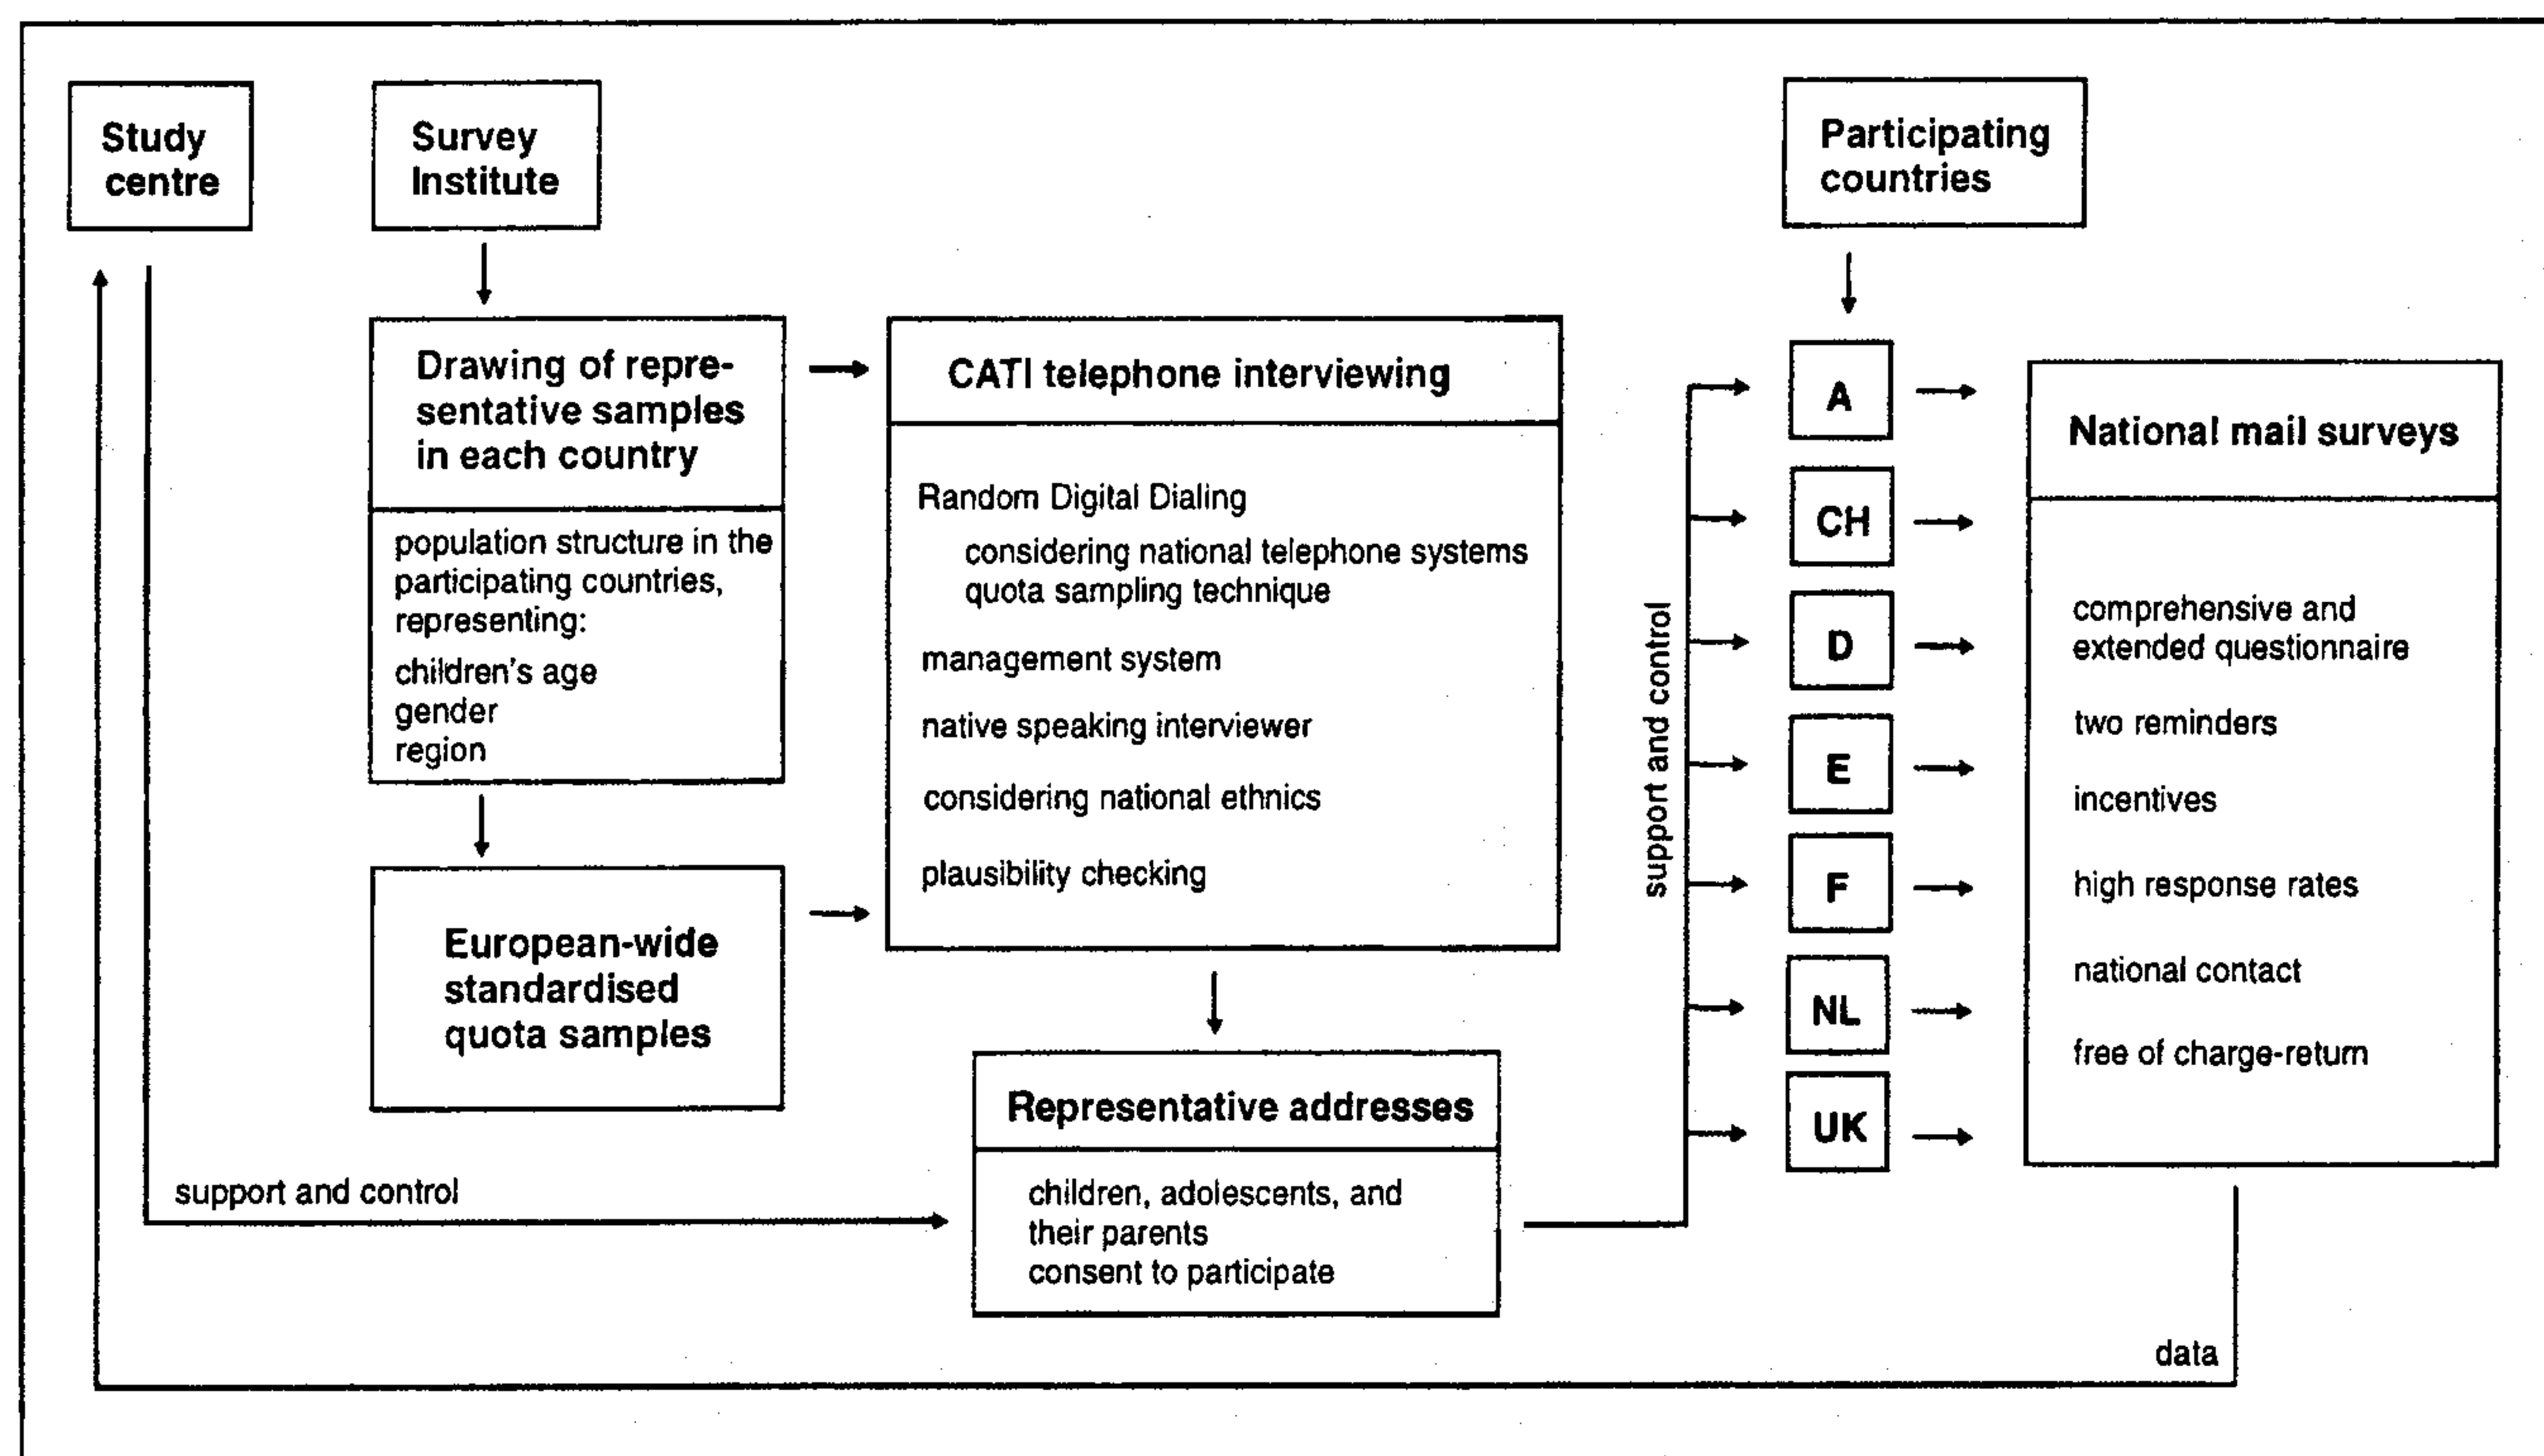 Study
centre
Survey
Institute
Participating
countries
Drawing of repre-
sentative samples
in each country
population structure in the
participating countries,
representing:
children's age
gender
region
European-wide
standardised
quota samples
CATI telephone interviewing
Random Digital Dialing
considering national telephone systems
quota sampling technique
management system
native speaking interviewer
considering national ethnics
plausibility checking
Representative addresses
children, adolescents, and
their parents
consent to participate
support and control
support and control
A
CH
D
E
F
NL
UK
National mail surveys
comprehensive and
extended questionnaire
two reminders
incentives
high response rates
national contact
free of charge-return
data